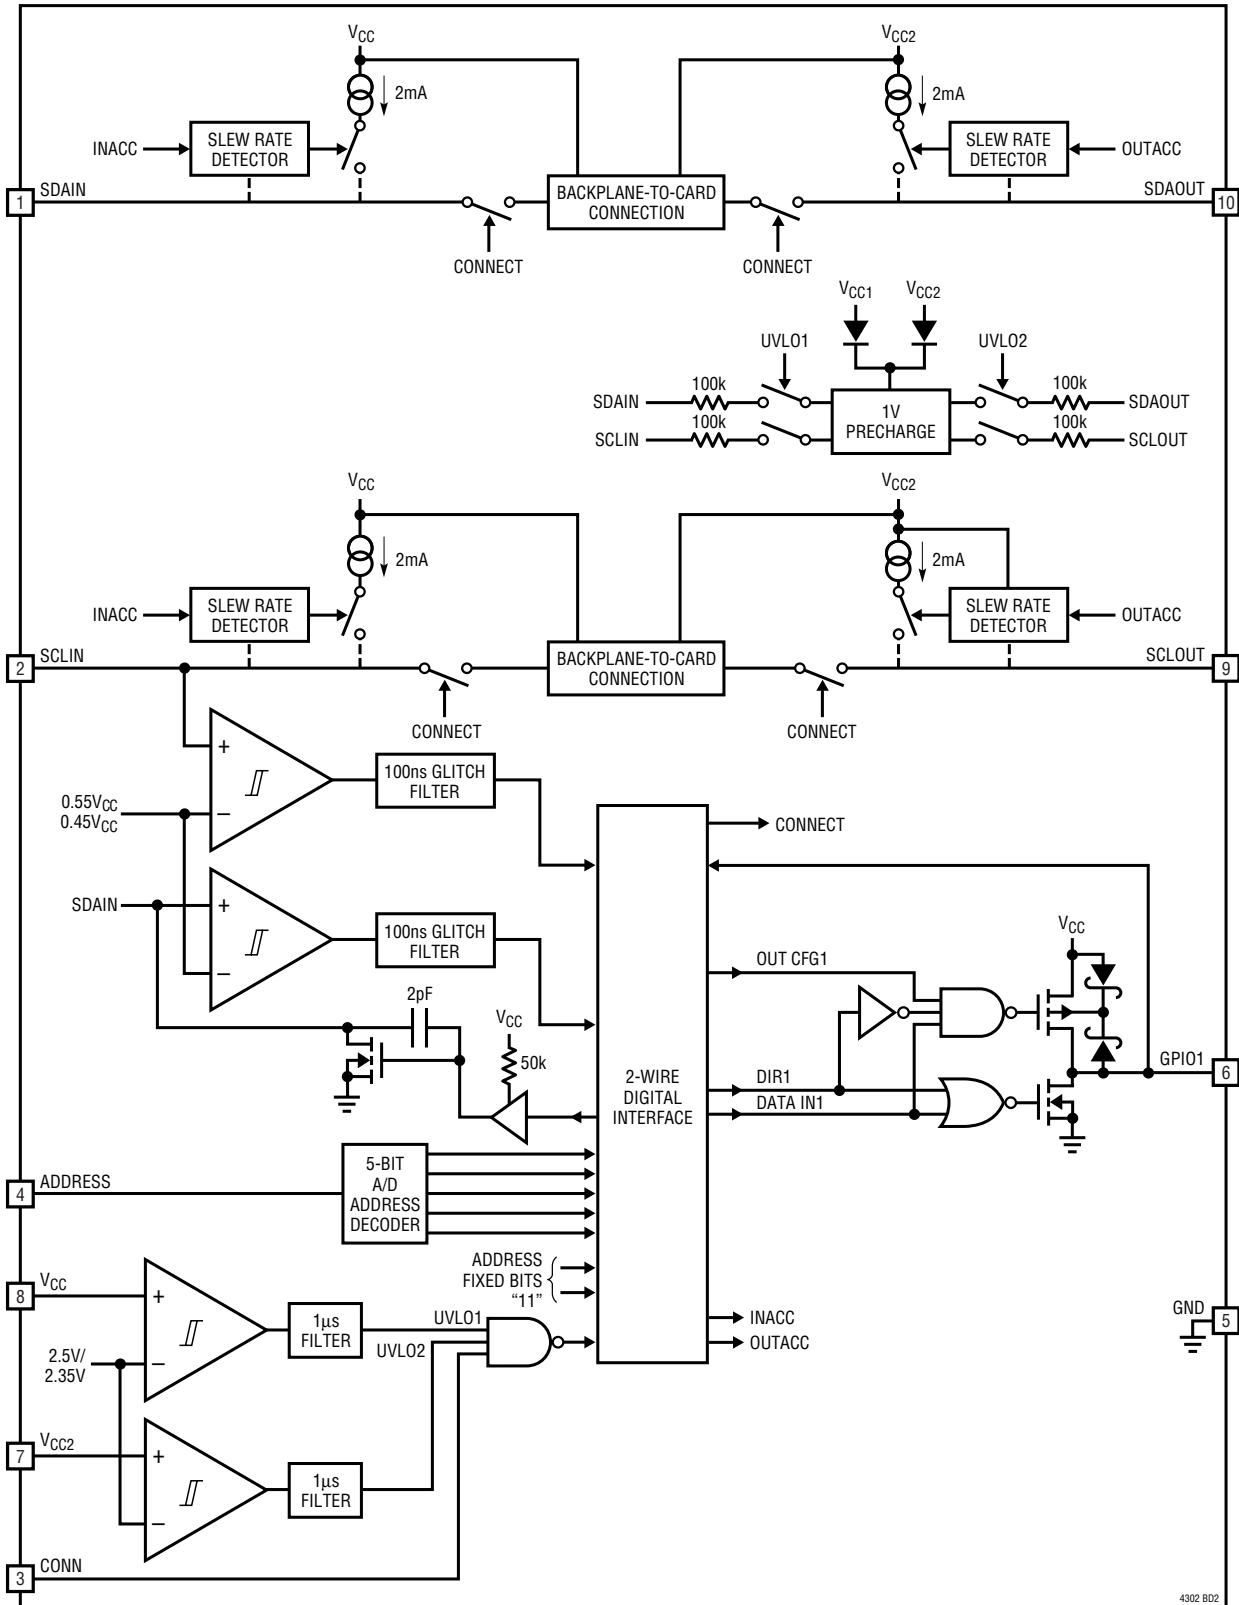 VCC
VCC2
2mA
2mA
INACC
SLEW RATE
DETECTOR
SLEW RATE
DETECTOR
OUTACC
1
SDAIN
BACKPLANE-TO-CARD
CONNECTION
SDAOUT
10
CONNECT
CONNECT
VCC1
VCC2
UVLO1
UVLO2
SDAIN
100k
100k
SDAOUT
1V
PRECHARGE
SCLIN
100k
100k
SCLOUT
VCC
VCC2
2mA
2mA
INACC
SLEW RATE
DETECTOR
SLEW RATE
DETECTOR
OUTACC
2
SCLIN
BACKPLANE-TO-CARD
CONNECTION
SCLOUT
9
CONNECT
CONNECT
+
–
100ns GLITCH
FILTER
0.55VCC
0.45VCC
CONNECT
SDAIN
+
–
100ns GLITCH
FILTER
VCC
OUT CFG1
2pF
VCC
50k
2-WIRE
DIGITAL
INTERFACE
DIR1
DATA IN1
GPIO1
6
4
ADDRESS
5-BIT
A/D
ADDRESS
DECODER
ADDRESS
FIXED BITS
"11"
8
VCC
+
–
1µs
FILTER
UVLO1
UVLO2
INACC
OUTACC
GND
5
2.5V/
2.35V
7
VCC2
+
–
1µs
FILTER
3
CONN
4302 BD2